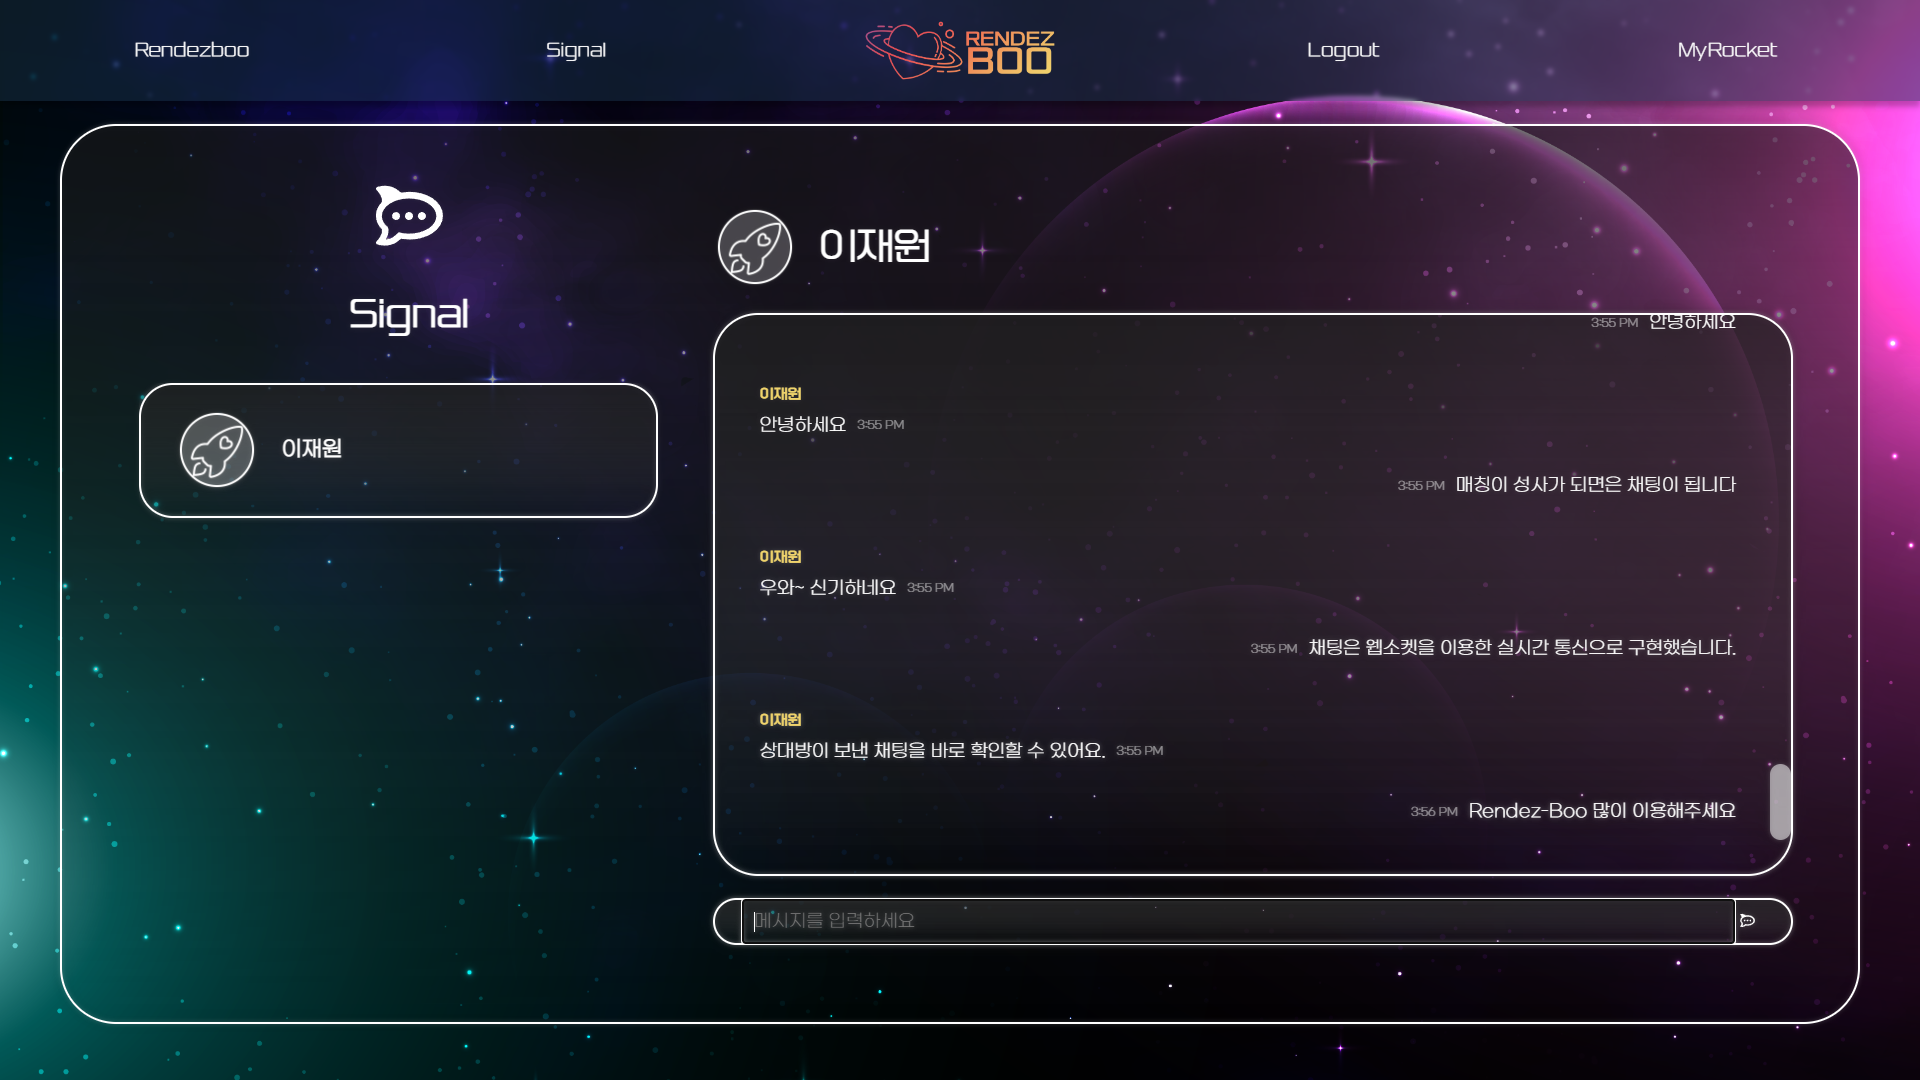 Rendezboo
Signal
RENDEZ
BOO
Logout
MyRocket
Signal
이재원
이재원
3:55 PM 안녕하세요
이재원
안녕하세요 3:55 PM
3:55 PM 매칭이 성사가 되면은 채팅이 됩니다
이재원
우와~ 신기하네요 3:55 PM
3:55 PM 채팅은 웹소켓을 이용한 실시간 통신으로 구현했습니다.
이재원
상대방이 보낸 채팅을 바로 확인할 수 있어요. 3:55 PM
3:56 PM Rendez-Boo 많이 이용해주세요
메시지를 입력하세요